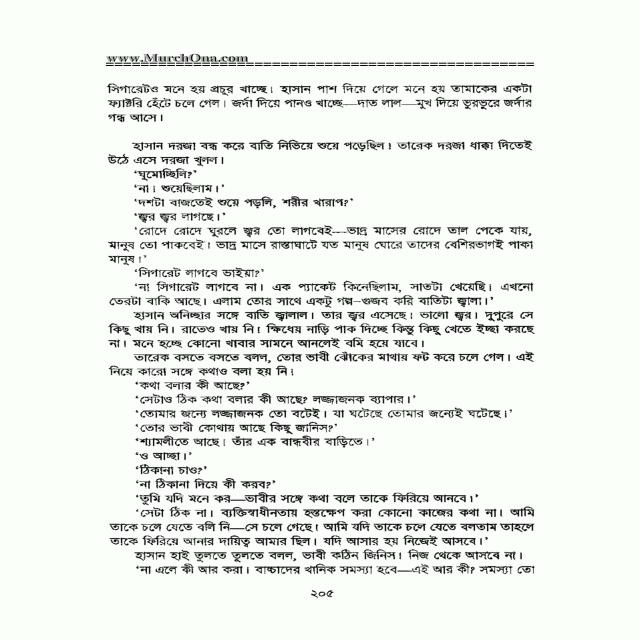 www.MurchOna.com
সিগারেটও মনে হয় প্রচুর খাচ্ছে। হাসান পাশ দিয়ে গেলে মনে হয় তামাকের একটা
ফ্যাক্টরি হেঁটে চলে গেল। জর্দা দিয়ে পানও খাচ্ছে—দাত লাল—মুখ দিয়ে ভুরভুরে জর্দার
গন্ধ আসে।
হাসান দরজা বন্ধ করে বাতি নিভিয়ে শুয়ে পড়েছিল। তারেক দরজা ধাক্কা দিতেই
উঠে এসে দরজা খুলল।
‘ঘুমোচ্ছিলি?’
‘না। শুয়েছিলাম।’
‘দশটা বাজতেই শুয়ে পড়লি, শরীর খারাপ?’
‘জ্বর জ্বর লাগছে।’
‘রোদে রোদে ঘুরলে জ্বর তো লাগবেই—ভাদ্র মাসের রোদে তাল পেকে যায়,
মানুষ তো পাকবেই। ভাদ্র মাসে রাস্তাঘাটে যত মানুষ ঘোরে তাদের বেশিরভাগই পাকা
মানুষ।’
‘সিগারেট লাগবে ভাইয়া?’
‘না সিগারেট লাগবে না। এক প্যাকেট কিনেছিলাম, সাতটা খেয়েছি। এখনো
তেরটা বাকি আছে। এলাম তোর সাথে একটু গল্প-গুজব করি বাতিটা জ্বালা।’
হাসান অনিচ্ছার সঙ্গে বাতি জ্বালাল। তার জ্বর এসেছে। ভালো জ্বর। দুপুরে সে
কিছু খায় নি। রাতেও খায় নি। ক্ষিধেয় নাড়ি পাক দিচ্ছে কিন্তু কিছু খেতে ইচ্ছা করছে
না। মনে হচ্ছে কোনো খাবার সামনে আনলেই বমি হয়ে যাবে।
তারেক বসতে বসতে বলল, তোর ভাবী ঝোঁকের মাথায় ফট করে চলে গেল। এই
নিয়ে কারো সঙ্গে কথাও বলা হয় নি।
‘কথা বলার কী আছে?’
‘সেটাও ঠিক কথা বলার কী আছে? লজ্জাজনক ব্যাপার।’
‘তোমার জন্যে লজ্জাজনক তো বটেই। যা ঘটেছে তোমার জন্যেই ঘটেছে।’
‘তোর ভাবী কোথায় আছে কিছু জানিস?’
‘শ্যামলীতে আছে। তাঁর এক বান্ধবীর বাড়িতে।’
‘ও আচ্ছা।’
‘ঠিকানা চাও?’
‘না ঠিকানা দিয়ে কী করব?’
‘তুমি যদি মনে কর—ভাবীর সঙ্গে কথা বলে তাকে ফিরিয়ে আনবে।’
‘সেটা ঠিক না। ব্যক্তিস্বাধীনতায় হস্তক্ষেপ করা কোনো কাজের কথা না। আমি
তাকে চলে যেতে বলি নি—সে চলে গেছে। আমি যদি তাকে চলে যেতে বলতাম তাহলে
তাকে ফিরিয়ে আনার দায়িত্ব আমার ছিল। যদি আসার হয় নিজেই আসবে।’
হাসান হাই তুলতে তুলতে বলল, ভাবী কঠিন জিনিস। নিজ থেকে আসবে না।
‘না এলে কী আর করা। বাচ্চাদের খানিক সমস্যা হবে—এই আর কী? সমস্যা তো
২০৫